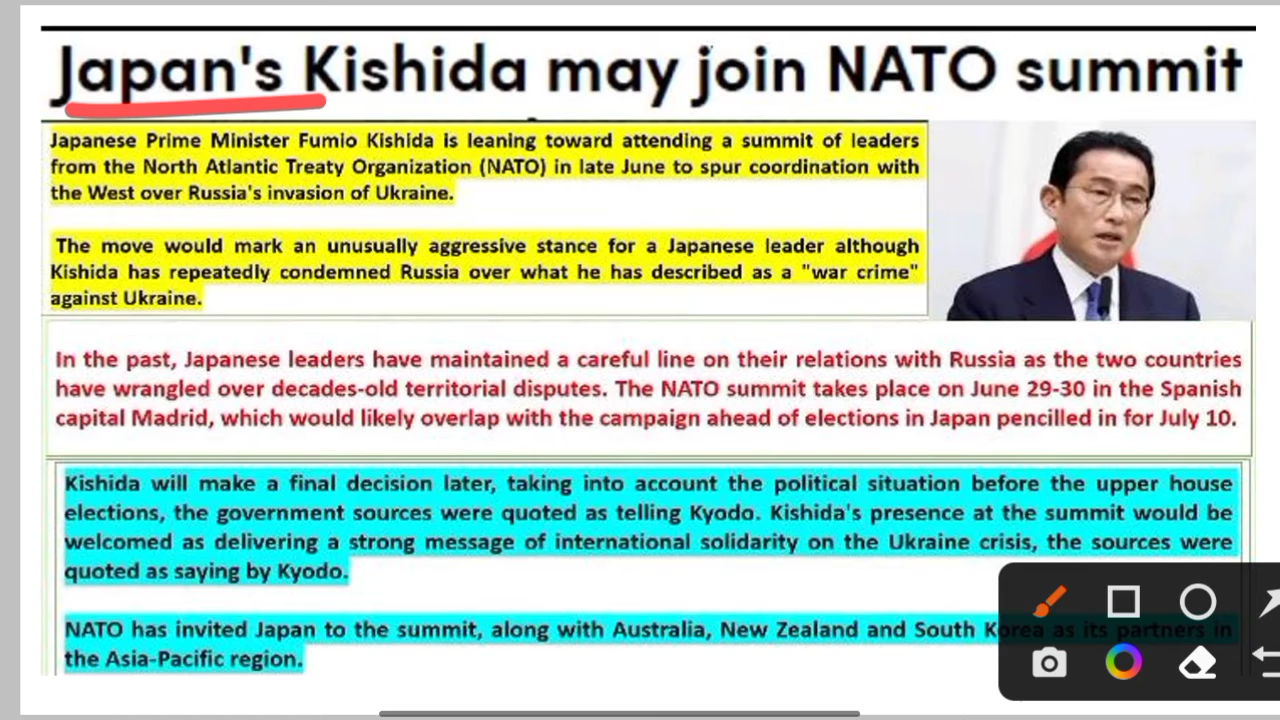 Japan's Kishida may join NATO summit
Japanese Prime Minister Fumio Kishida is leaning toward attending a summit of leaders
from the North Atlantic Treaty Organization (NATO) in late June to spur coordination with
the West over Russia's invasion of Ukraine.
The move would mark an unusually aggressive stance for a Japanese leader although
Kishida has repeatedly condemned Russia over what he has described as a "war crime"
against Ukraine.
In the past, Japanese leaders have maintained a careful line on their relations with Russia as the two countries
have wrangled over decades-old territorial disputes. The NATO summit takes place on June 29-30 in the Spanish
capital Madrid, which would likely overlap with the campaign ahead of elections in Japan pencilled in for July 10.
Kishida will make a final decision later, taking into account the political situation before the upper house
elections, the government sources were quoted as telling Kyodo. Kishida's presence at the summit would be
welcomed as delivering a strong message of international solidarity on the Ukraine crisis, the sources were
quoted as saying by Kyodo.
NATO has invited Japan to the summit, along with Australia, New Zealand and South Korea as its partners in
the Asia-Pacific region.